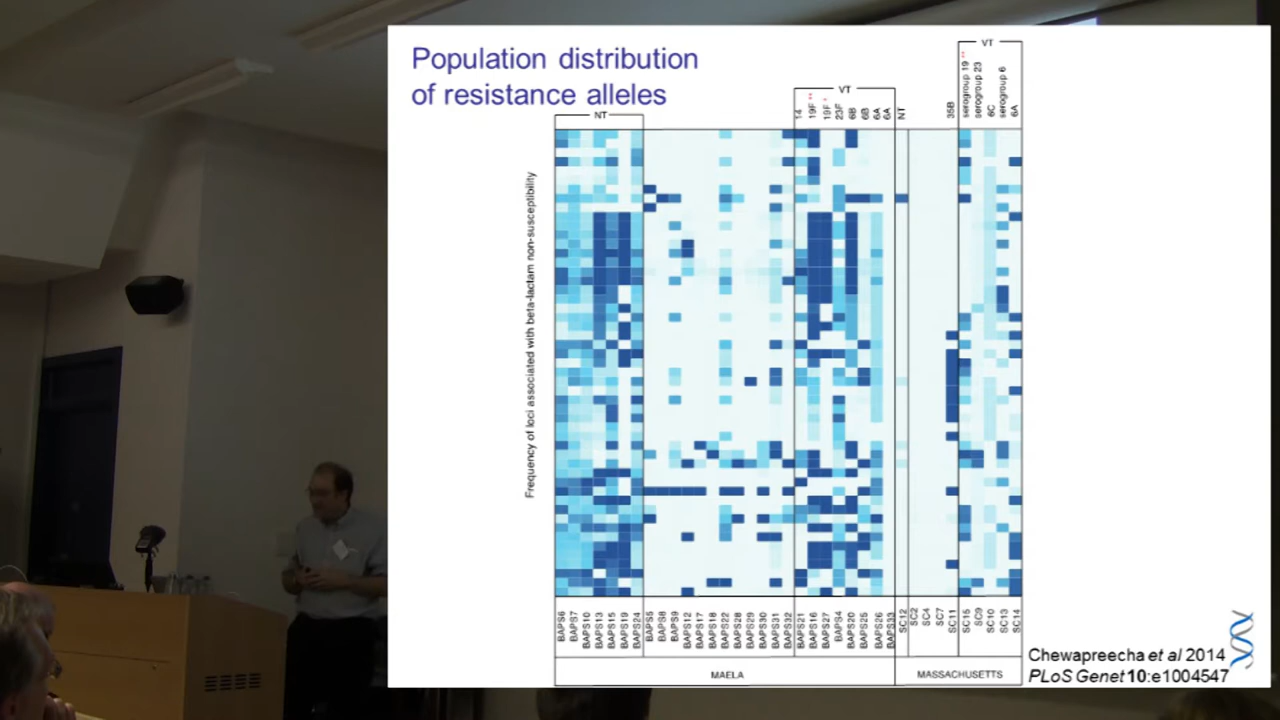 Population distribution
of resistance alleles
NT
VT
VT
14
19F **
19F *
23F
6B
6B
6A
6A
NT
35B
serogroup 19 **
serogroup 23
6C
serogroup 6
6A
Frequency of loci associated with beta-lactam non-susceptibility
BAPS6
BAPS7
BAPS10
BAPS13
BAPS15
BAPS19
BAPS24
BAPS5
BAPS8
BAPS9
BAPS12
BAPS17
BAPS18
BAPS22
BAPS28
BAPS29
BAPS30
BAPS31
BAPS32
BAPS21
BAPS16
BAPS27
BAPS4
BAPS20
BAPS25
BAPS26
BAPS33
SC12
SC2
SC4
SC7
SC11
SC15
SC9
SC10
SC13
SC14
MAELA
MASSACHUSETTS
Chewapreecha et al 2014
PLoS Genet 10:e1004547